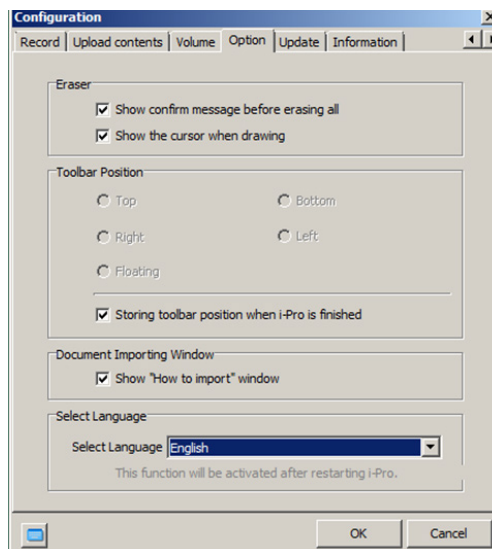 Configuration
Record Upload contents Volume Option Update Information
Eraser
Show confirm message before erasing all
Show the cursor when drawing
Toolbar Position
Top Bottom
Right Left
Floating
Storing toolbar position when i-Pro is finished
Document Importing Window
Show "How to import" window
Select Language
Select Language English
This function will be activated after restarting i-Pro.
OK Cancel